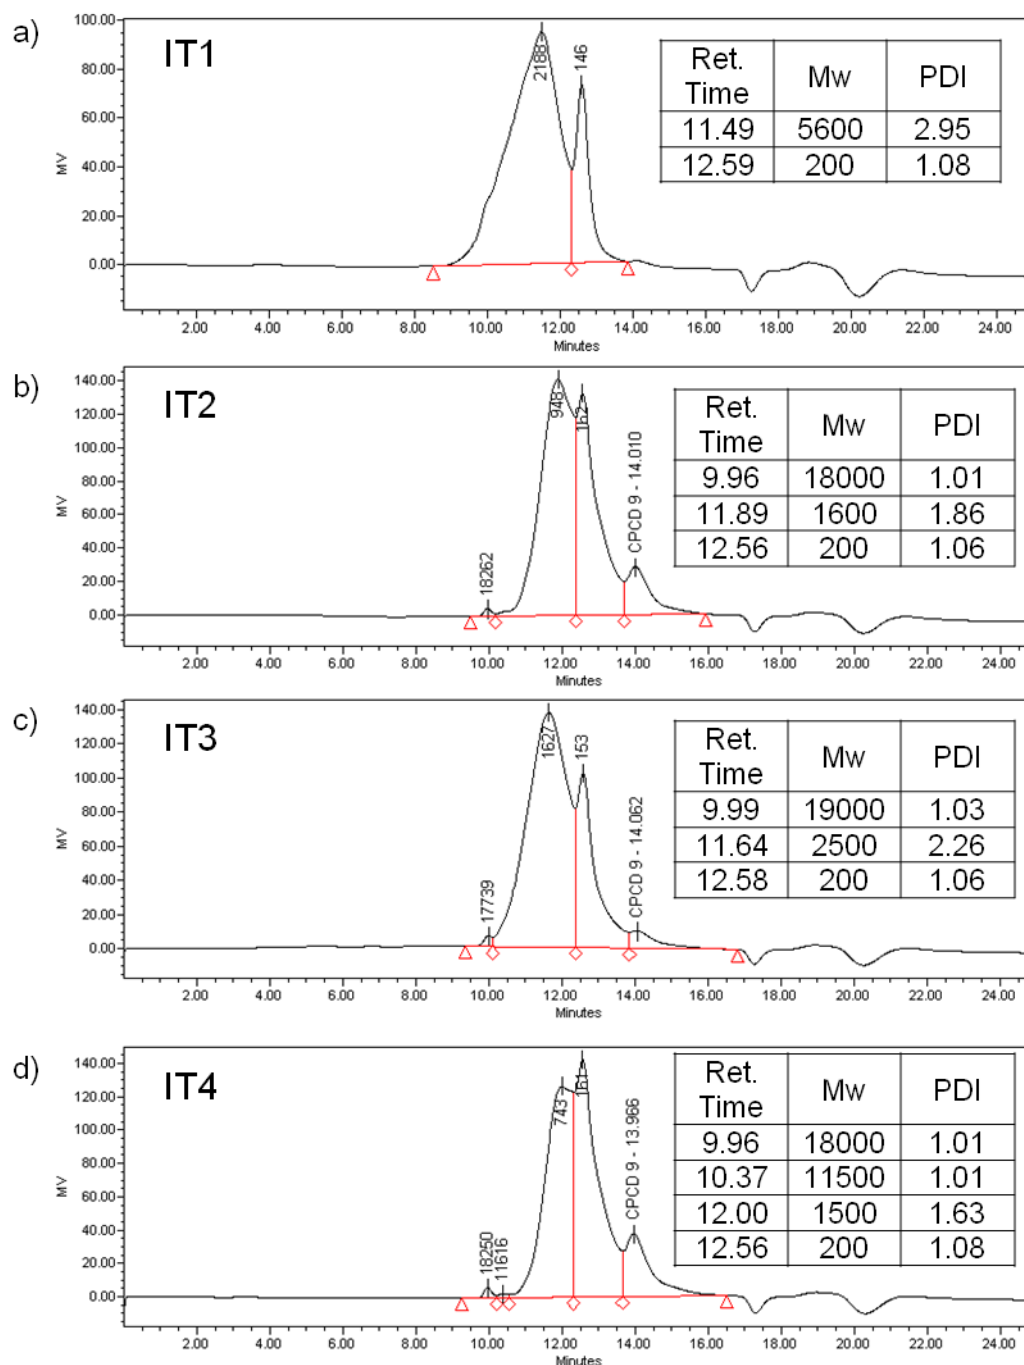 a)
IT1
100.00
80.00
60.00
40.00
20.00
0.00
MV
2188
146
Ret. Time Mw PDI
11.49 5600 2.95
12.59 200 1.08
2.00 4.00 6.00 8.00 10.00 12.00 14.00 16.00 18.00 20.00 22.00 24.00
Minutes
b)
IT2
140.00
120.00
100.00
80.00
60.00
40.00
20.00
0.00
MV
18262
948
162
CPCD 9 - 14.010
Ret. Time Mw PDI
9.96 18000 1.01
11.89 1600 1.86
12.56 200 1.06
2.00 4.00 6.00 8.00 10.00 12.00 14.00 16.00 18.00 20.00 22.00 24.00
Minutes
c)
IT3
140.00
120.00
100.00
80.00
60.00
40.00
20.00
0.00
MV
17739
1627
153
CPCD 9 - 14.062
Ret. Time Mw PDI
9.99 19000 1.03
11.64 2500 2.26
12.58 200 1.06
2.00 4.00 6.00 8.00 10.00 12.00 14.00 16.00 18.00 20.00 22.00 24.00
Minutes
d)
IT4
140.00
120.00
100.00
80.00
60.00
40.00
20.00
0.00
MV
18250
11616
743
161
CPCD 9 - 13.966
Ret. Time Mw PDI
9.96 18000 1.01
10.37 11500 1.01
12.00 1500 1.63
12.56 200 1.08
2.00 4.00 6.00 8.00 10.00 12.00 14.00 16.00 18.00 20.00 22.00 24.00
Minutes